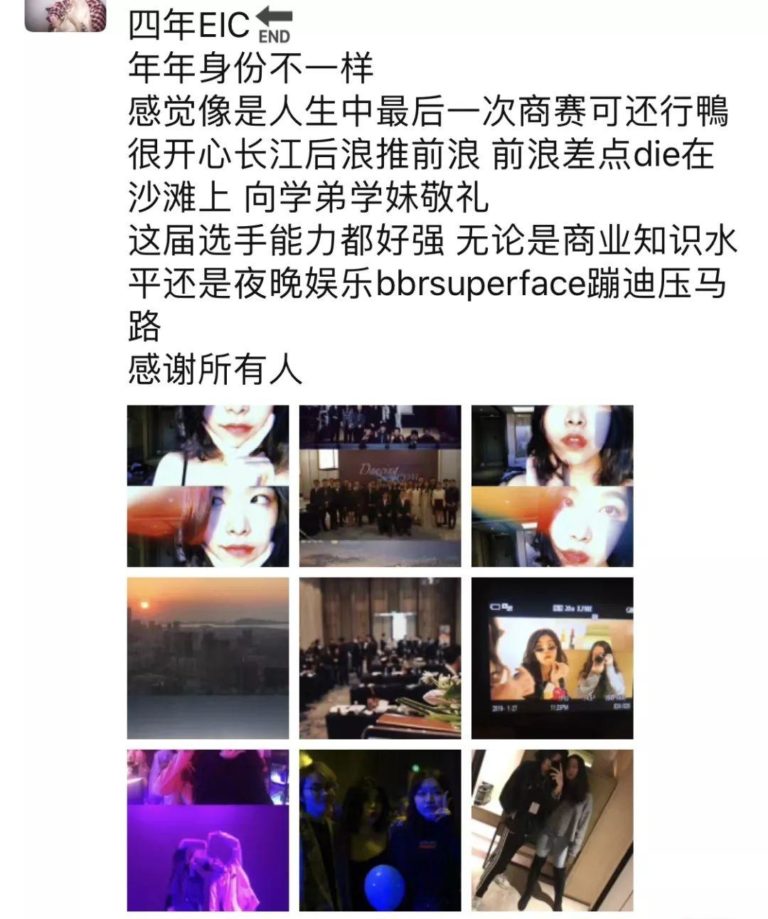 四年EIC🔚
年年身份不一样
感觉像是人生中最后一次商赛可还行鴨
很开心长江后浪推前浪 前浪差点die在
沙滩上 向学弟学妹敬礼
这届选手能力都好强 无论是商业知识水
平还是夜晚娱乐bbrsuperface蹦迪压马
路
感谢所有人